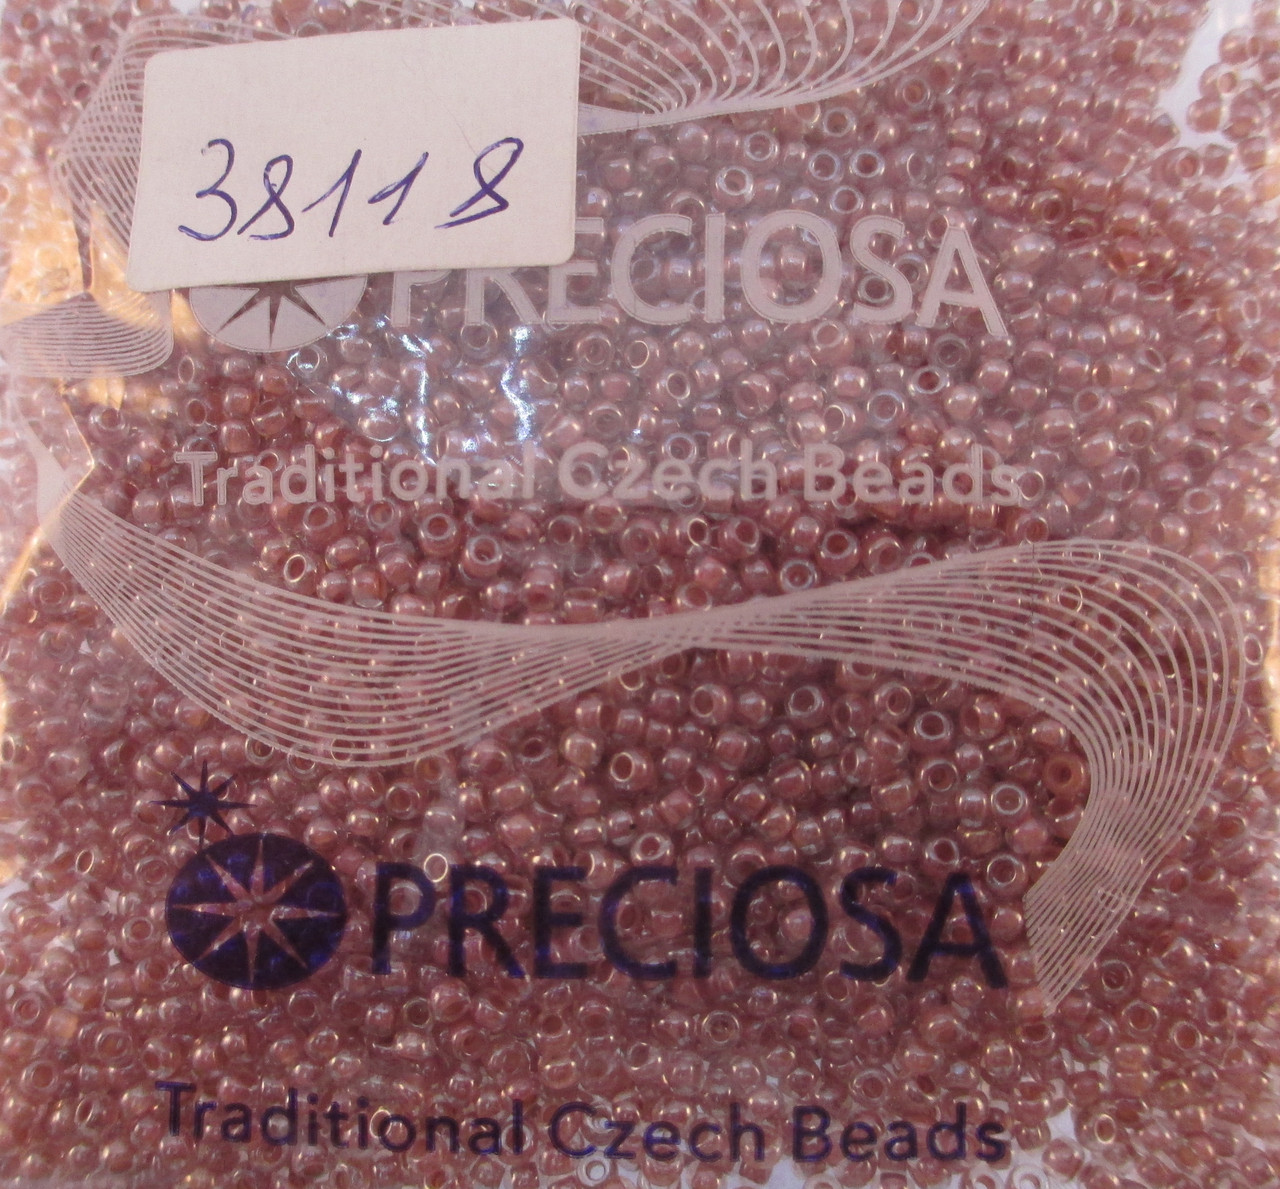 38118
PRECIOSA
Traditional Czech Beads
PRECIOSA
Traditional Czech Beads